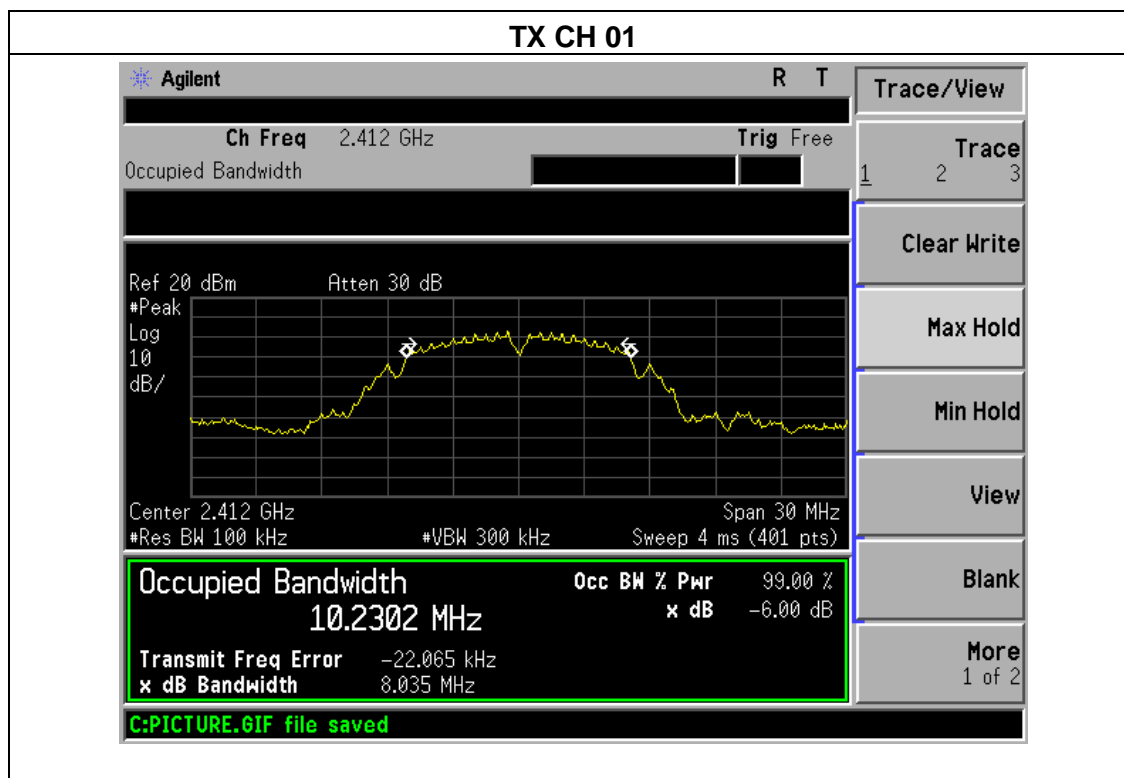 TX CH 01
Agilent R T
Trace/View
Ch Freq 2.412 GHz Trig Free
Occupied Bandwidth
Trace
1 2 3
Clear Write
Ref 20 dBm Atten 30 dB
#Peak
Log
10
dB/
Max Hold
Min Hold
View
Center 2.412 GHz Span 30 MHz
#Res BW 100 kHz #VBW 300 kHz Sweep 4 ms (401 pts)
Occupied Bandwidth Occ BW % Pwr 99.00 %
10.2302 MHz x dB -6.00 dB
Blank
Transmit Freq Error -22.065 kHz
x dB Bandwidth 8.035 MHz
More
1 of 2
C:PICTURE.GIF file saved